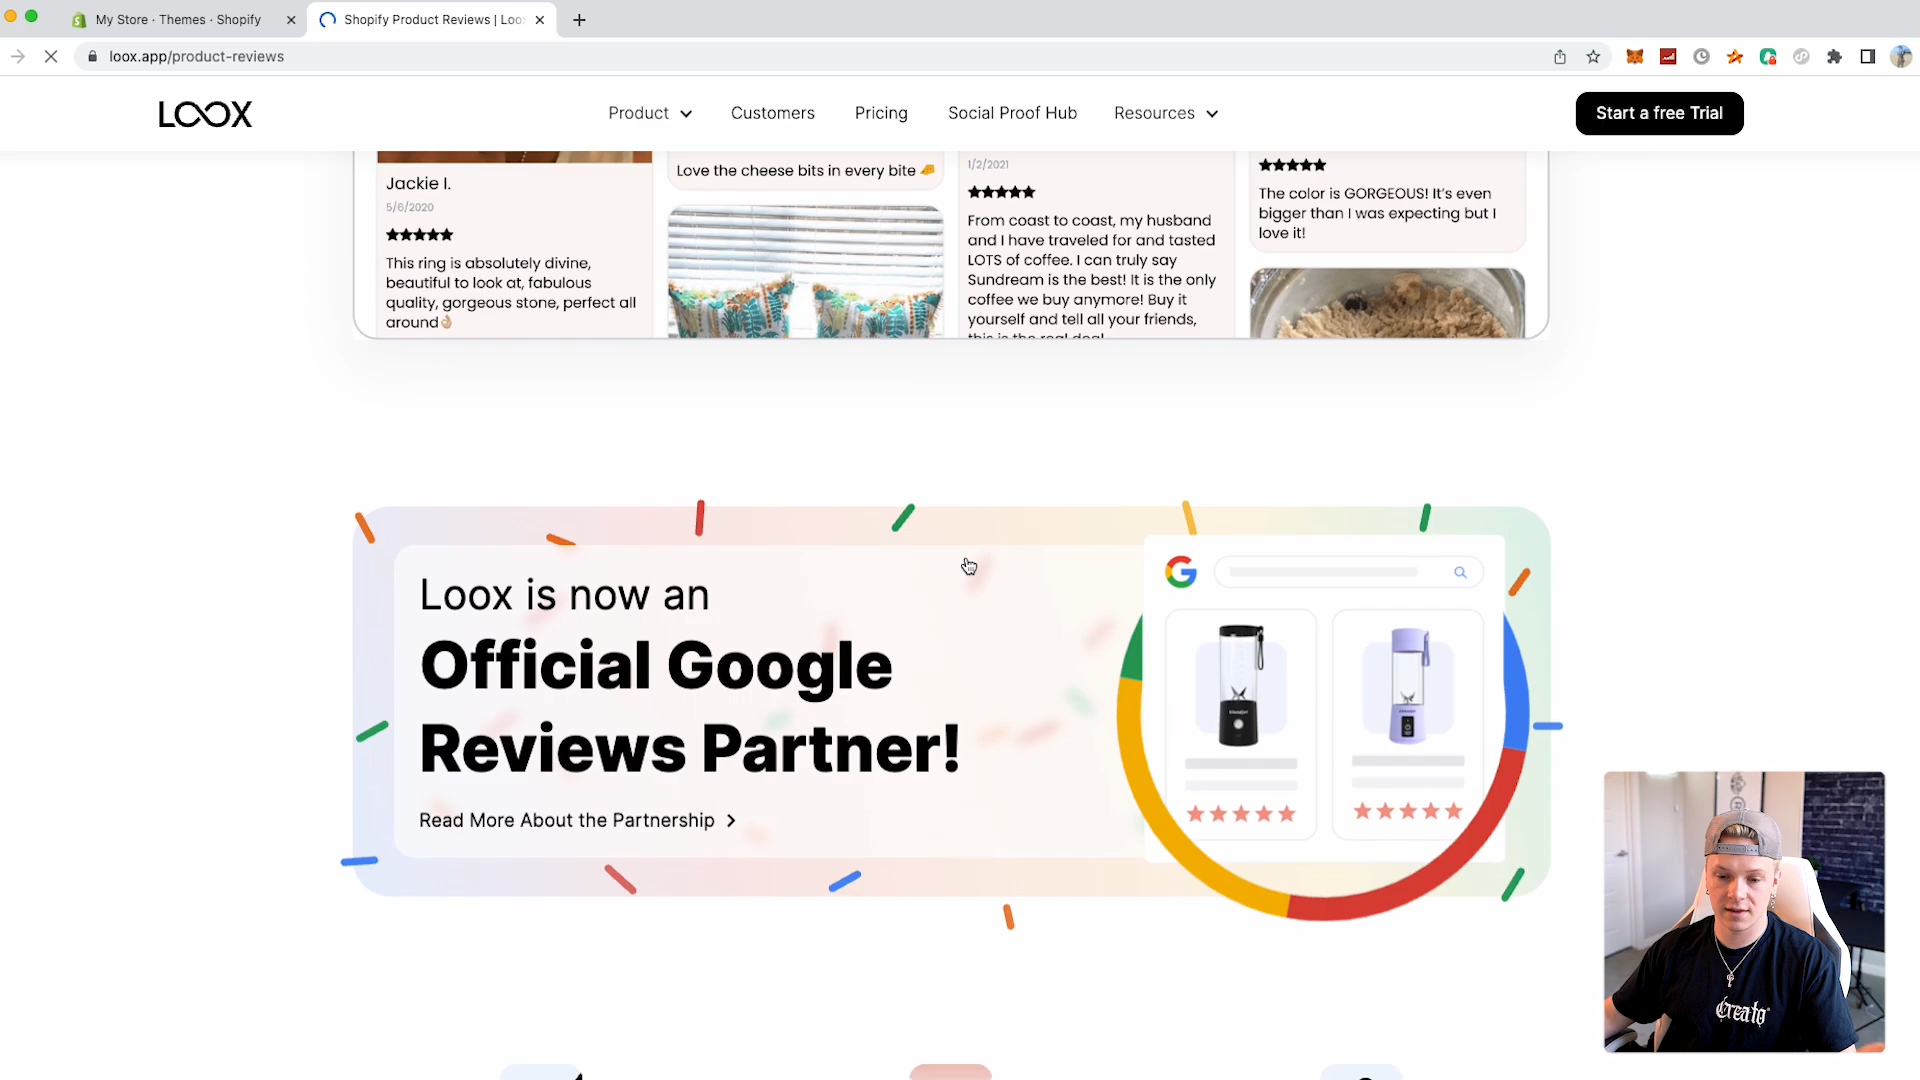 My Store · Themes · Shopify
Shopify Product Reviews | Loo
loox.app/product-reviews
LOOX
Product
Customers
Pricing
Social Proof Hub
Resources
Start a free Trial
Jackie I.
5/6/2020
This ring is absolutely divine,
beautiful to look at, fabulous
quality, gorgeous stone, perfect all
around👌🏼
Love the cheese bits in every bite 🧀
1/2/2021
From coast to coast, my husband
and I have traveled for and tasted
LOTS of coffee. I can truly say
Sundream is the best! It is the only
coffee we buy anymore! Buy it
yourself and tell all your friends,
this is the real deal
The color is GORGEOUS! It's even
bigger than I was expecting but I
love it!
Loox is now an
Official Google
Reviews Partner!
Read More About the Partnership
G
Creato